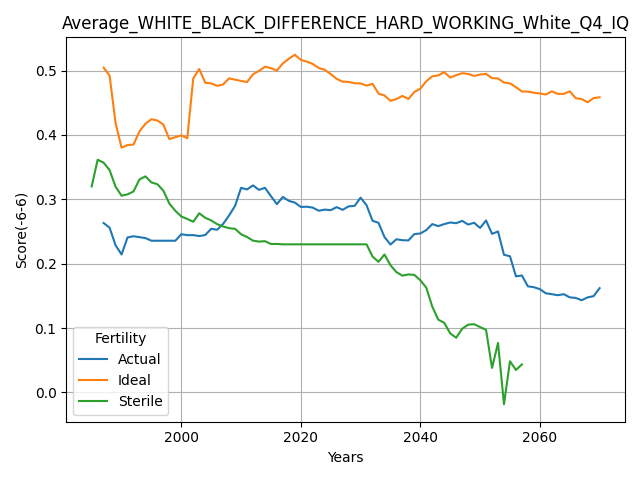 Average_WHITE_BLACK_DIFFERENCE_HARD_WORKING_White_Q4_IQ
Score(-6-6)
0.5
0.4
0.3
0.2
0.1
0.0
Fertility
Actual
Ideal
Sterile
2000
2020
2040
2060
Years